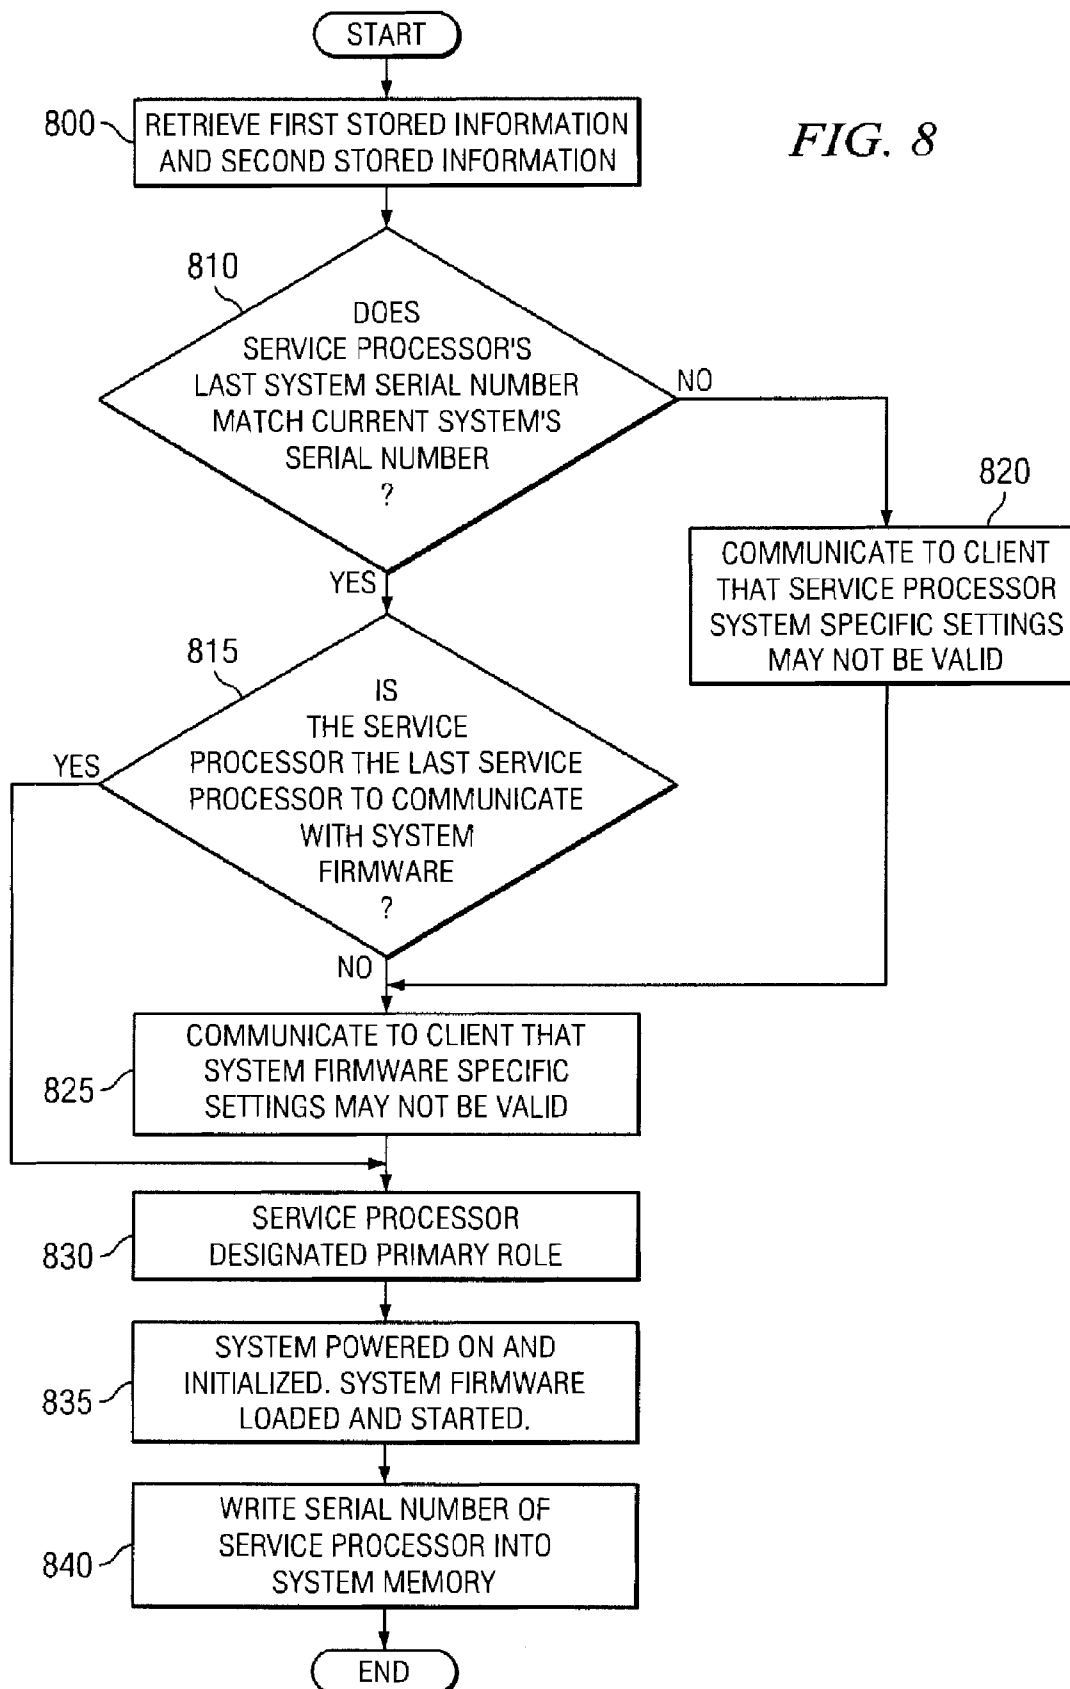 START
800
RETRIEVE FIRST STORED INFORMATION
AND SECOND STORED INFORMATION
FIG. 8
810
DOES
SERVICE PROCESSOR'S
LAST SYSTEM SERIAL NUMBER
MATCH CURRENT SYSTEM'S
SERIAL NUMBER
?
NO
YES
820
COMMUNICATE TO CLIENT
THAT SERVICE PROCESSOR
SYSTEM SPECIFIC SETTINGS
MAY NOT BE VALID
815
IS
THE SERVICE
PROCESSOR THE LAST SERVICE
PROCESSOR TO COMMUNICATE
WITH SYSTEM
FIRMWARE
?
YES
NO
825
COMMUNICATE TO CLIENT THAT
SYSTEM FIRMWARE SPECIFIC
SETTINGS MAY NOT BE VALID
830
SERVICE PROCESSOR
DESIGNATED PRIMARY ROLE
835
SYSTEM POWERED ON AND
INITIALIZED. SYSTEM FIRMWARE
LOADED AND STARTED.
840
WRITE SERIAL NUMBER OF
SERVICE PROCESSOR INTO
SYSTEM MEMORY
END